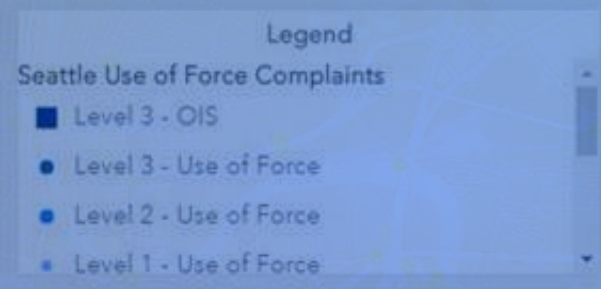 Legend
Seattle Use of Force Complaints
Level 3 - OIS
Level 3 - Use of Force
Level 2 - Use of Force
Level 1 - Use of Force